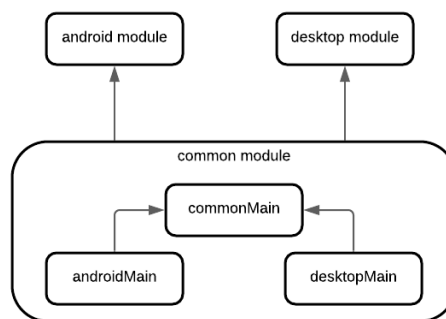 android module
desktop module
common module
commonMain
androidMain
desktopMain